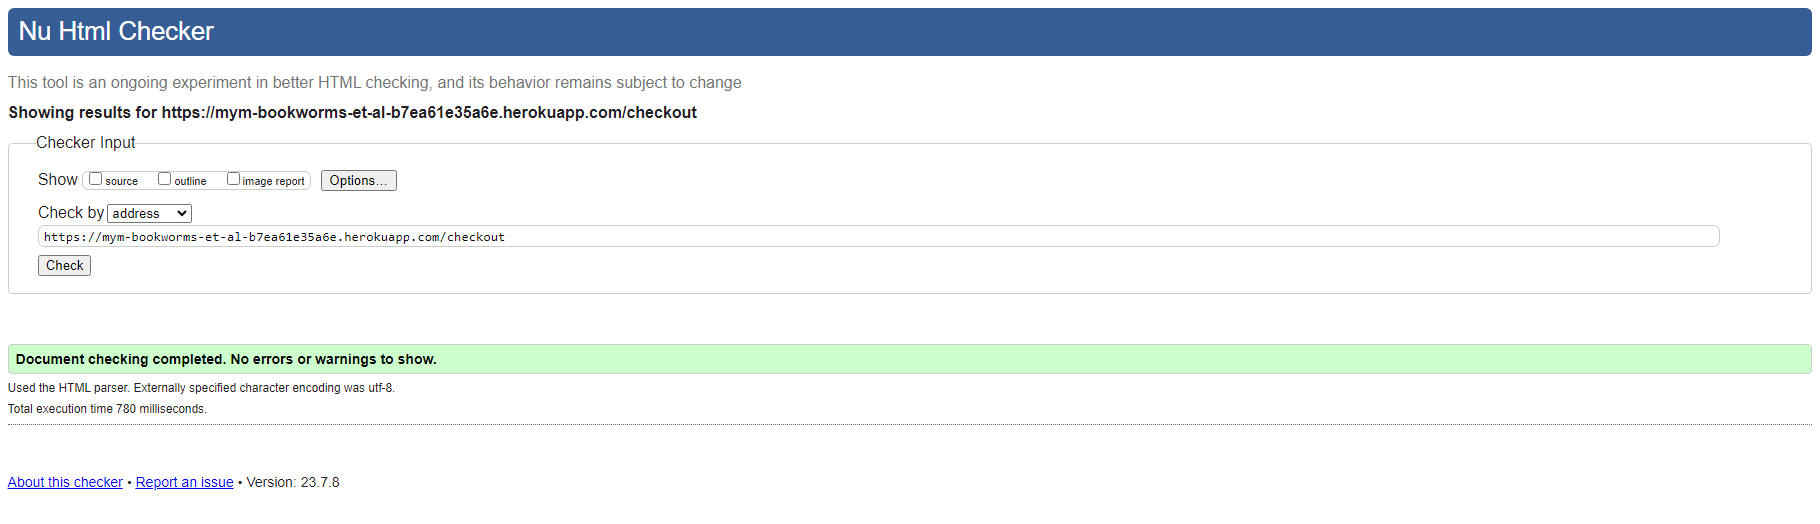 Nu Html Checker
This tool is an ongoing experiment in better HTML checking, and its behavior remains subject to change
Showing results for https://mym-bookworms-et-al-b7ea61e35a6e.herokuapp.com/checkout
Checker Input
Show source outline image report Options...
Check by address
https://mym-bookworms-et-al-b7ea61e35a6e.herokuapp.com/checkout
Check
Document checking completed. No errors or warnings to show.
Used the HTML parser. Externally specified character encoding was utf-8.
Total execution time 780 milliseconds.
About this checker • Report an issue • Version: 23.7.8